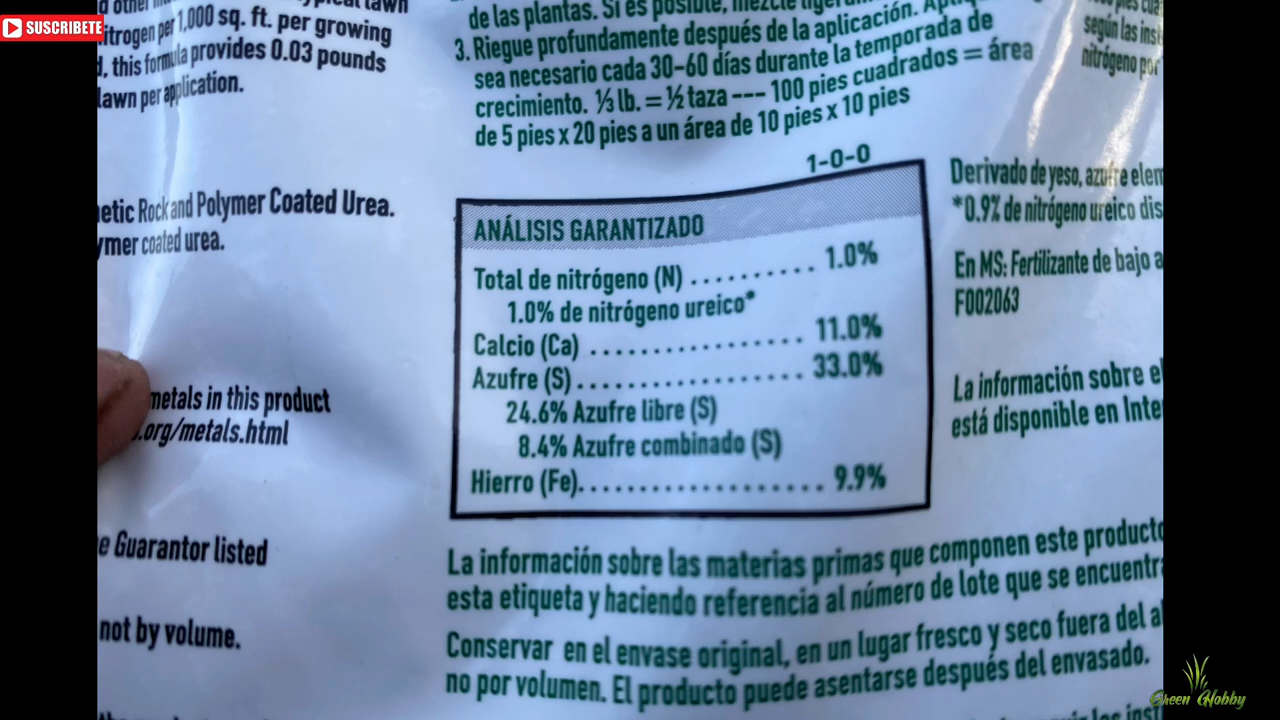 SUSCRIBETE
lawn
itrogen per 1,000 sq. ft. per growing
, this formula provides 0.03 pounds
lawn per application.
Rock and Polymer Coated Urea.
coated urea.
metals in this product
.org/metals.html
Guarantor listed
not by volume.
de las plantas. Si es posible, mezcle
3. Riegue profundamente después de la aplicación.
sea necesario cada 30-60 días durante la temporada de
crecimiento. ⅓ lb. = ½ taza --- 100 pies cuadrados = área
de 5 pies x 20 pies a un área de 10 pies x 10 pies
1-0-0
ANÁLISIS GARANTIZADO
Total de nitrógeno (N) .......... 1.0%
1.0% de nitrógeno ureico*
Calcio (Ca) ................. 11.0%
Azufre (S) .................. 33.0%
24.6% Azufre libre (S)
8.4% Azufre combinado (S)
Hierro (Fe)................... 9.9%
La información sobre las materias primas que componen este producto
esta etiqueta y haciendo referencia al número de lote que se encuentr
Conservar en el envase original, en un lugar fresco y seco fuera del a
no por volumen. El producto puede asentarse después del envasado.
según las ins
nitrógeno por
Derivado de yeso, azufre elem
*0.9% de nitrógeno ureico dis
En MS: Fertilizante de bajo a
F002063
La información sobre el
está disponible en Inte
Green Hobby